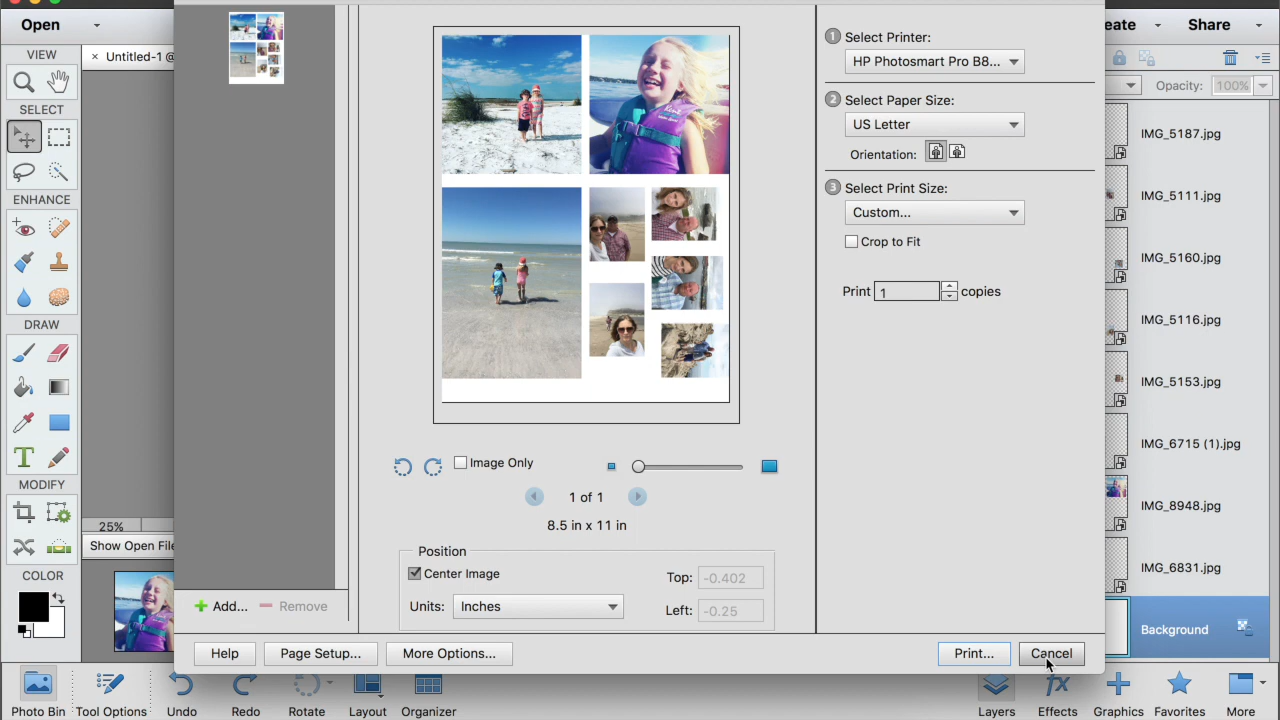 Open
eate
Share
VIEW
× Untitled-1 @
Opacity: 100%
SELECT
ENHANCE
DRAW
MODIFY
COLOR
25%
Show Open File
1 Select Printer:
HP Photosmart Pro B8...
2 Select Paper Size:
US Letter
Orientation:
3 Select Print Size:
Custom...
Crop to Fit
Print 1 copies
Image Only
1 of 1
8.5 in x 11 in
Position
Center Image
Top: -0.402
Units: Inches
Left: -0.25
Add... Remove
Help
Page Setup...
More Options...
Print...
Cancel
IMG_5187.jpg
IMG_5111.jpg
IMG_5160.jpg
IMG_5116.jpg
IMG_5153.jpg
IMG_6715 (1).jpg
IMG_8948.jpg
IMG_6831.jpg
Background
Photo Bin
Tool Options
Undo
Redo
Rotate
Layout
Organizer
Layers
Effects
Graphics
Favorites
More